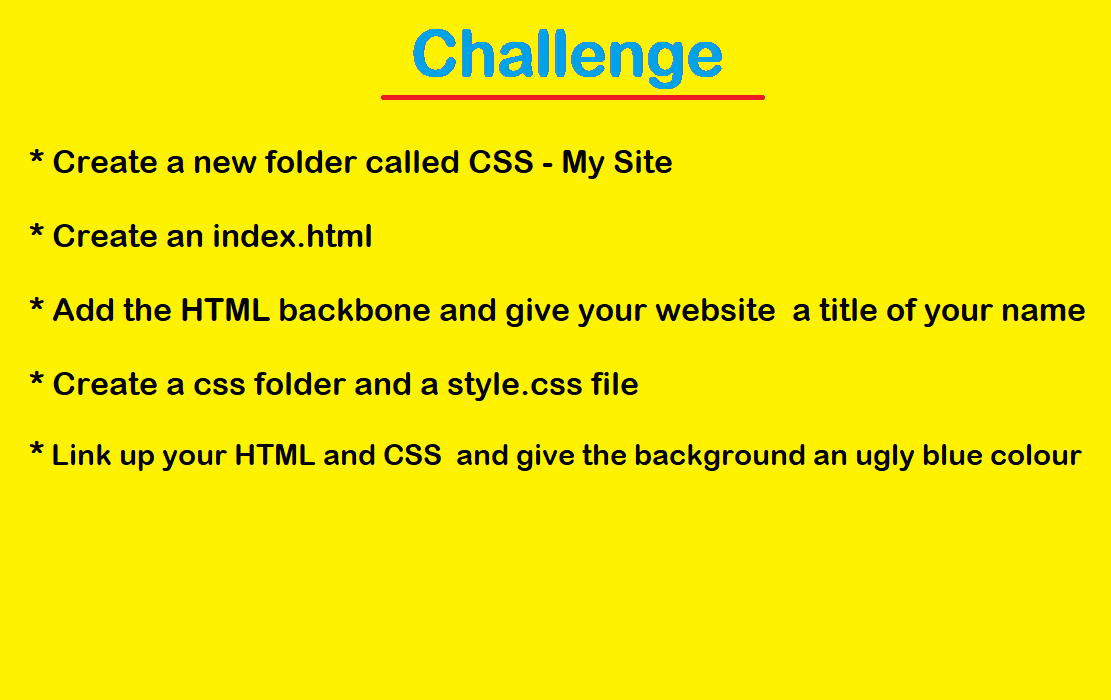 Challenge
* Create a new folder called CSS - My Site
* Create an index.html
* Add the HTML backbone and give your website  a title of your name
* Create a css folder and a style.css file
* Link up your HTML and CSS  and give the background an ugly blue colour